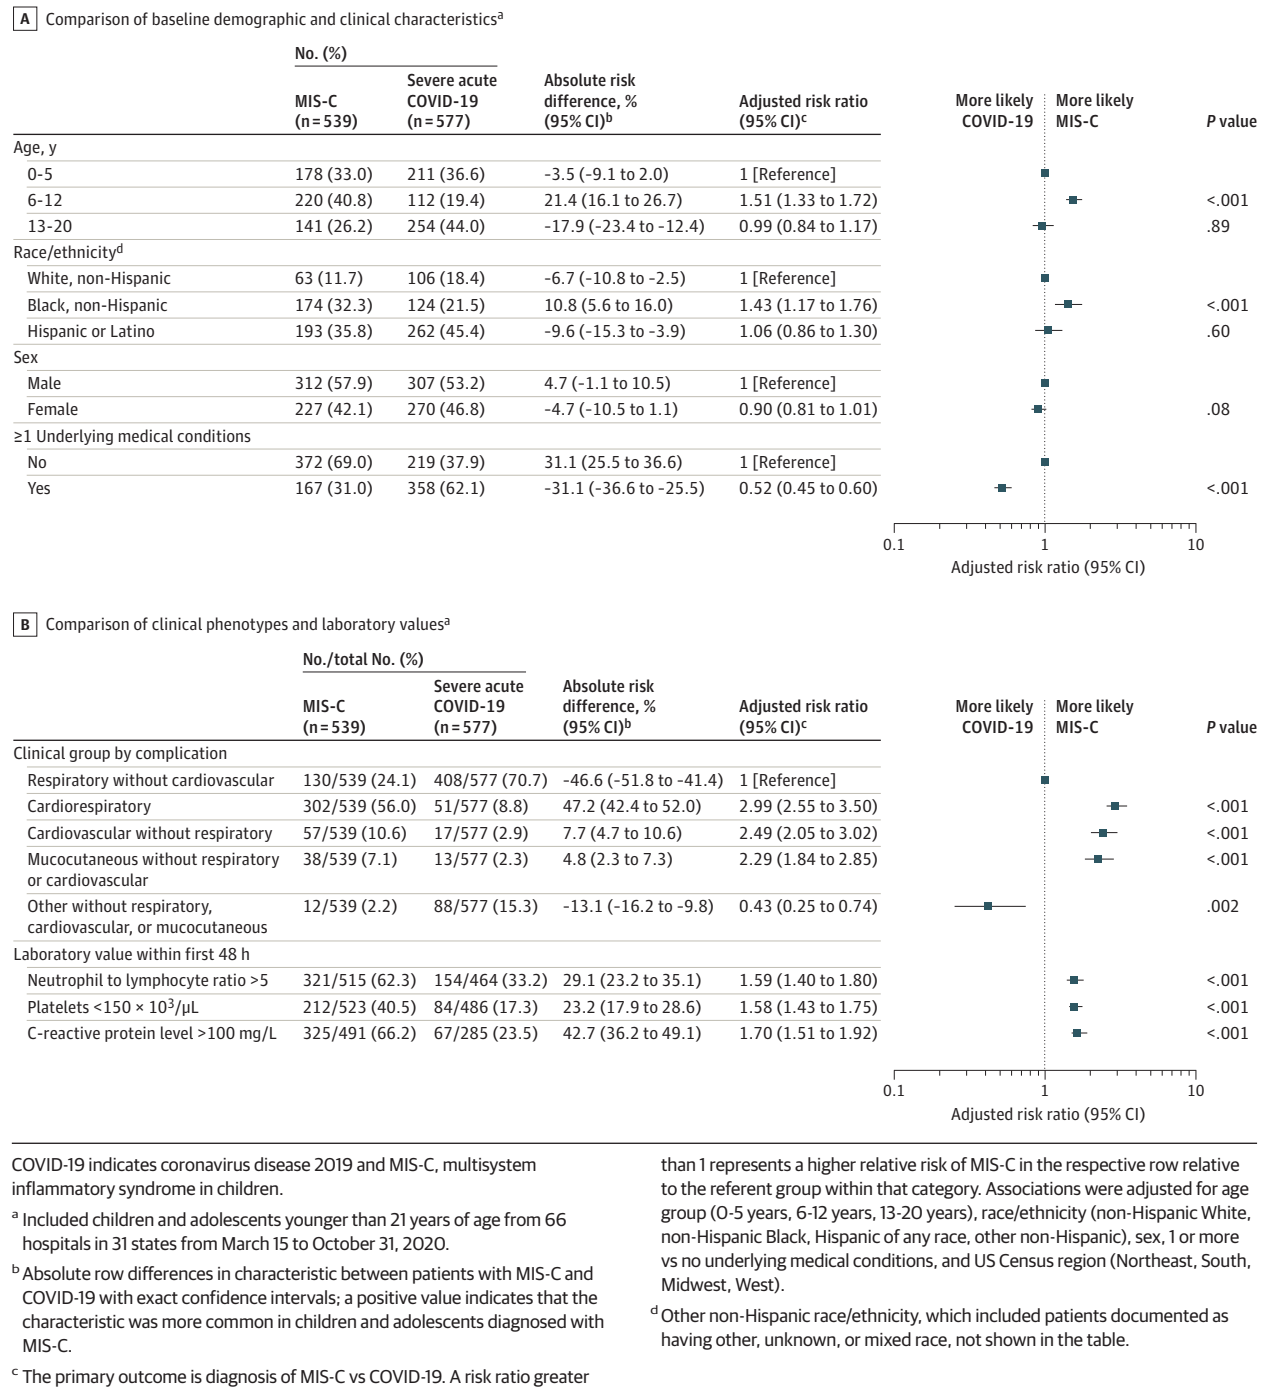 A Comparison of baseline demographic and clinical characteristicsᵃ
No. (%)
MIS-C (n = 539) Severe acute COVID-19 (n = 577) Absolute risk difference, % (95% CI)ᵇ Adjusted risk ratio (95% CI)ᶜ More likely COVID-19 More likely MIS-C P value
Age, y
0-5 178 (33.0) 211 (36.6) -3.5 (-9.1 to 2.0) 1 [Reference]
6-12 220 (40.8) 112 (19.4) 21.4 (16.1 to 26.7) 1.51 (1.33 to 1.72) <.001
13-20 141 (26.2) 254 (44.0) -17.9 (-23.4 to -12.4) 0.99 (0.84 to 1.17) .89
Race/ethnicityᵈ
White, non-Hispanic 63 (11.7) 106 (18.4) -6.7 (-10.8 to -2.5) 1 [Reference]
Black, non-Hispanic 174 (32.3) 124 (21.5) 10.8 (5.6 to 16.0) 1.43 (1.17 to 1.76) <.001
Hispanic or Latino 193 (35.8) 262 (45.4) -9.6 (-15.3 to -3.9) 1.06 (0.86 to 1.30) .60
Sex
Male 312 (57.9) 307 (53.2) 4.7 (-1.1 to 10.5) 1 [Reference]
Female 227 (42.1) 270 (46.8) -4.7 (-10.5 to 1.1) 0.90 (0.81 to 1.01) .08
≥1 Underlying medical conditions
No 372 (69.0) 219 (37.9) 31.1 (25.5 to 36.6) 1 [Reference]
Yes 167 (31.0) 358 (62.1) -31.1 (-36.6 to -25.5) 0.52 (0.45 to 0.60) <.001
0.1 1 10
Adjusted risk ratio (95% CI)
B Comparison of clinical phenotypes and laboratory valuesᵃ
No./total No. (%)
MIS-C (n = 539) Severe acute COVID-19 (n = 577) Absolute risk difference, % (95% CI)ᵇ Adjusted risk ratio (95% CI)ᶜ More likely COVID-19 More likely MIS-C P value
Clinical group by complication
Respiratory without cardiovascular 130/539 (24.1) 408/577 (70.7) -46.6 (-51.8 to -41.4) 1 [Reference]
Cardiorespiratory 302/539 (56.0) 51/577 (8.8) 47.2 (42.4 to 52.0) 2.99 (2.55 to 3.50) <.001
Cardiovascular without respiratory 57/539 (10.6) 17/577 (2.9) 7.7 (4.7 to 10.6) 2.49 (2.05 to 3.02) <.001
Mucocutaneous without respiratory 38/539 (7.1) 13/577 (2.3) 4.8 (2.3 to 7.3) 2.29 (1.84 to 2.85) <.001
or cardiovascular
Other without respiratory, 12/539 (2.2) 88/577 (15.3) -13.1 (-16.2 to -9.8) 0.43 (0.25 to 0.74) .002
cardiovascular, or mucocutaneous
Laboratory value within first 48 h
Neutrophil to lymphocyte ratio >5 321/515 (62.3) 154/464 (33.2) 29.1 (23.2 to 35.1) 1.59 (1.40 to 1.80) <.001
Platelets <150 × 10³/μL 212/523 (40.5) 84/486 (17.3) 23.2 (17.9 to 28.6) 1.58 (1.43 to 1.75) <.001
C-reactive protein level >100 mg/L 325/491 (66.2) 67/285 (23.5) 42.7 (36.2 to 49.1) 1.70 (1.51 to 1.92) <.001
0.1 1 10
Adjusted risk ratio (95% CI)
COVID-19 indicates coronavirus disease 2019 and MIS-C, multisystem
inflammatory syndrome in children.
ᵃ Included children and adolescents younger than 21 years of age from 66
hospitals in 31 states from March 15 to October 31, 2020.
ᵇ Absolute row differences in characteristic between patients with MIS-C and
COVID-19 with exact confidence intervals; a positive value indicates that the
characteristic was more common in children and adolescents diagnosed with
MIS-C.
ᶜ The primary outcome is diagnosis of MIS-C vs COVID-19. A risk ratio greater
than 1 represents a higher relative risk of MIS-C in the respective row relative
to the referent group within that category. Associations were adjusted for age
group (0-5 years, 6-12 years, 13-20 years), race/ethnicity (non-Hispanic White,
non-Hispanic Black, Hispanic of any race, other non-Hispanic), sex, 1 or more
vs no underlying medical conditions, and US Census region (Northeast, South,
Midwest, West).
ᵈ Other non-Hispanic race/ethnicity, which included patients documented as
having other, unknown, or mixed race, not shown in the table.